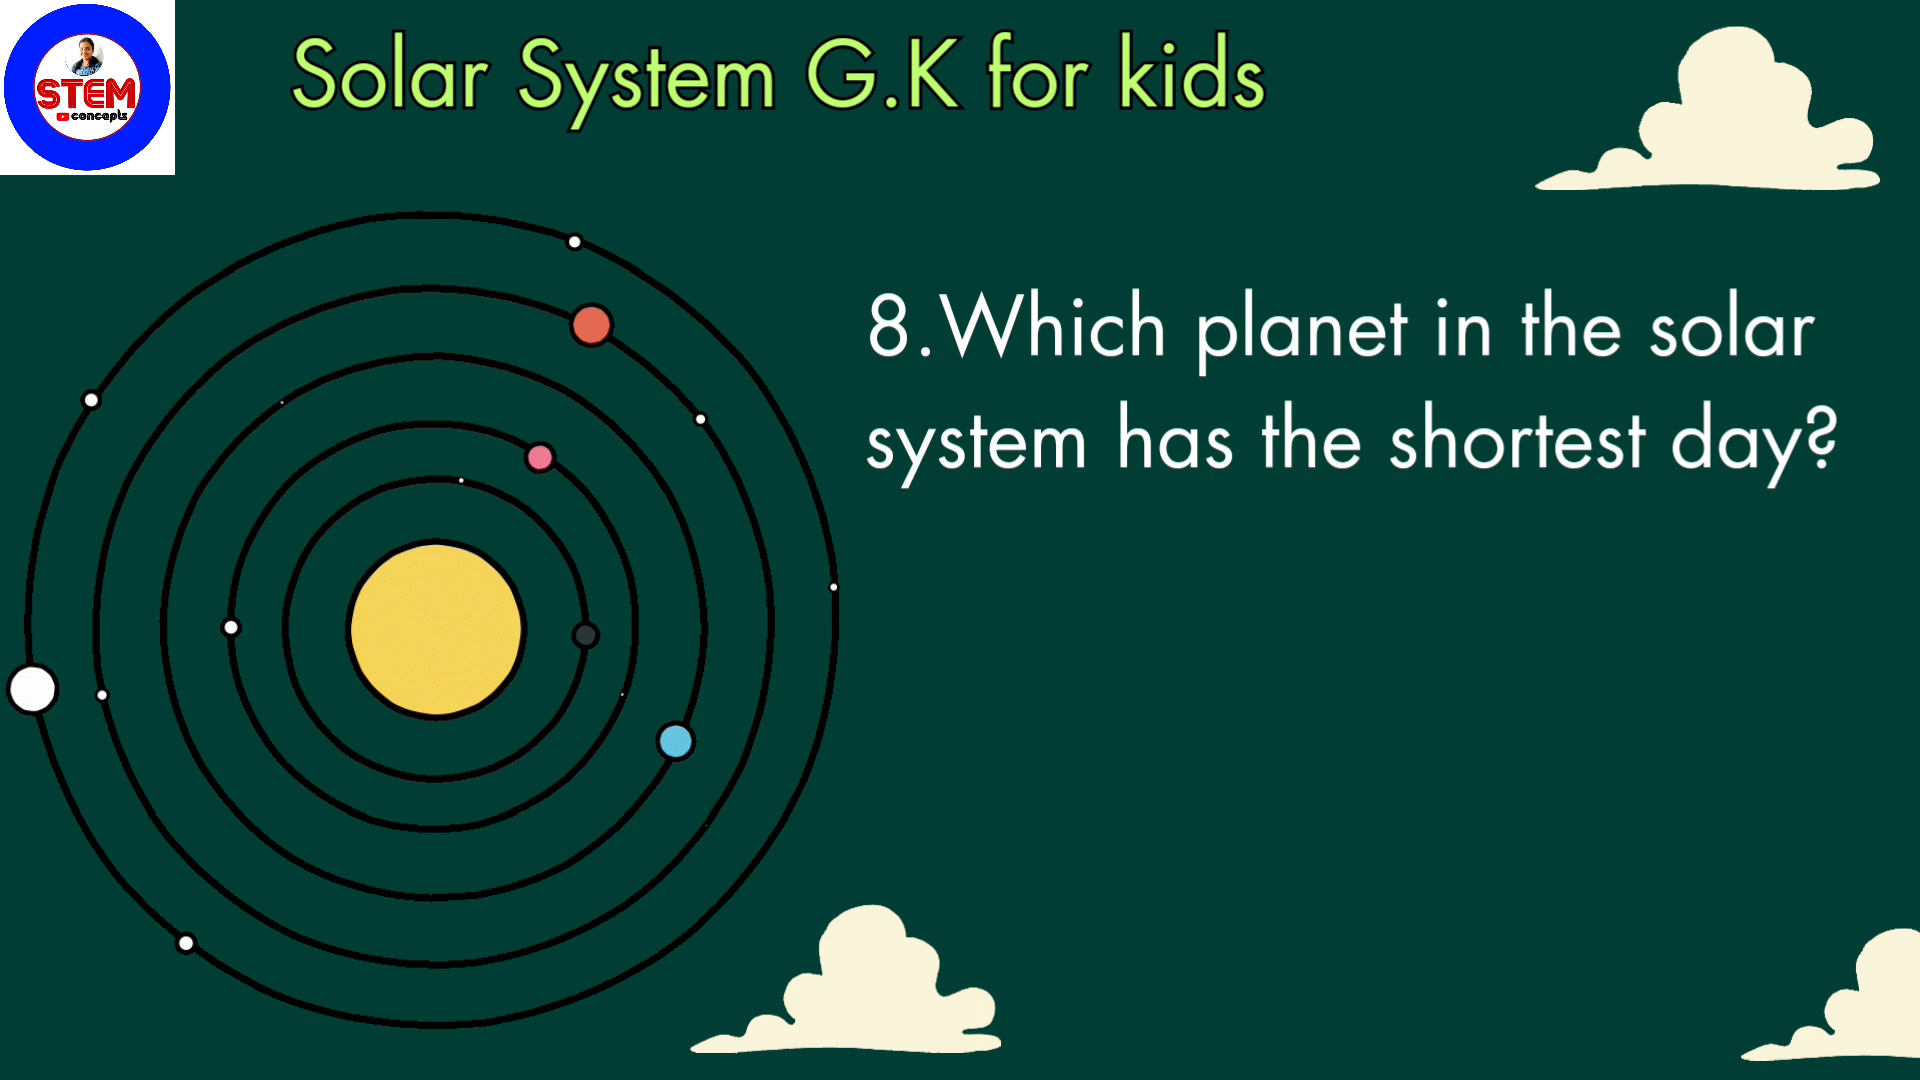 STEM
concepts
Solar System G.K for kids
8.Which planet in the solar
system has the shortest day?